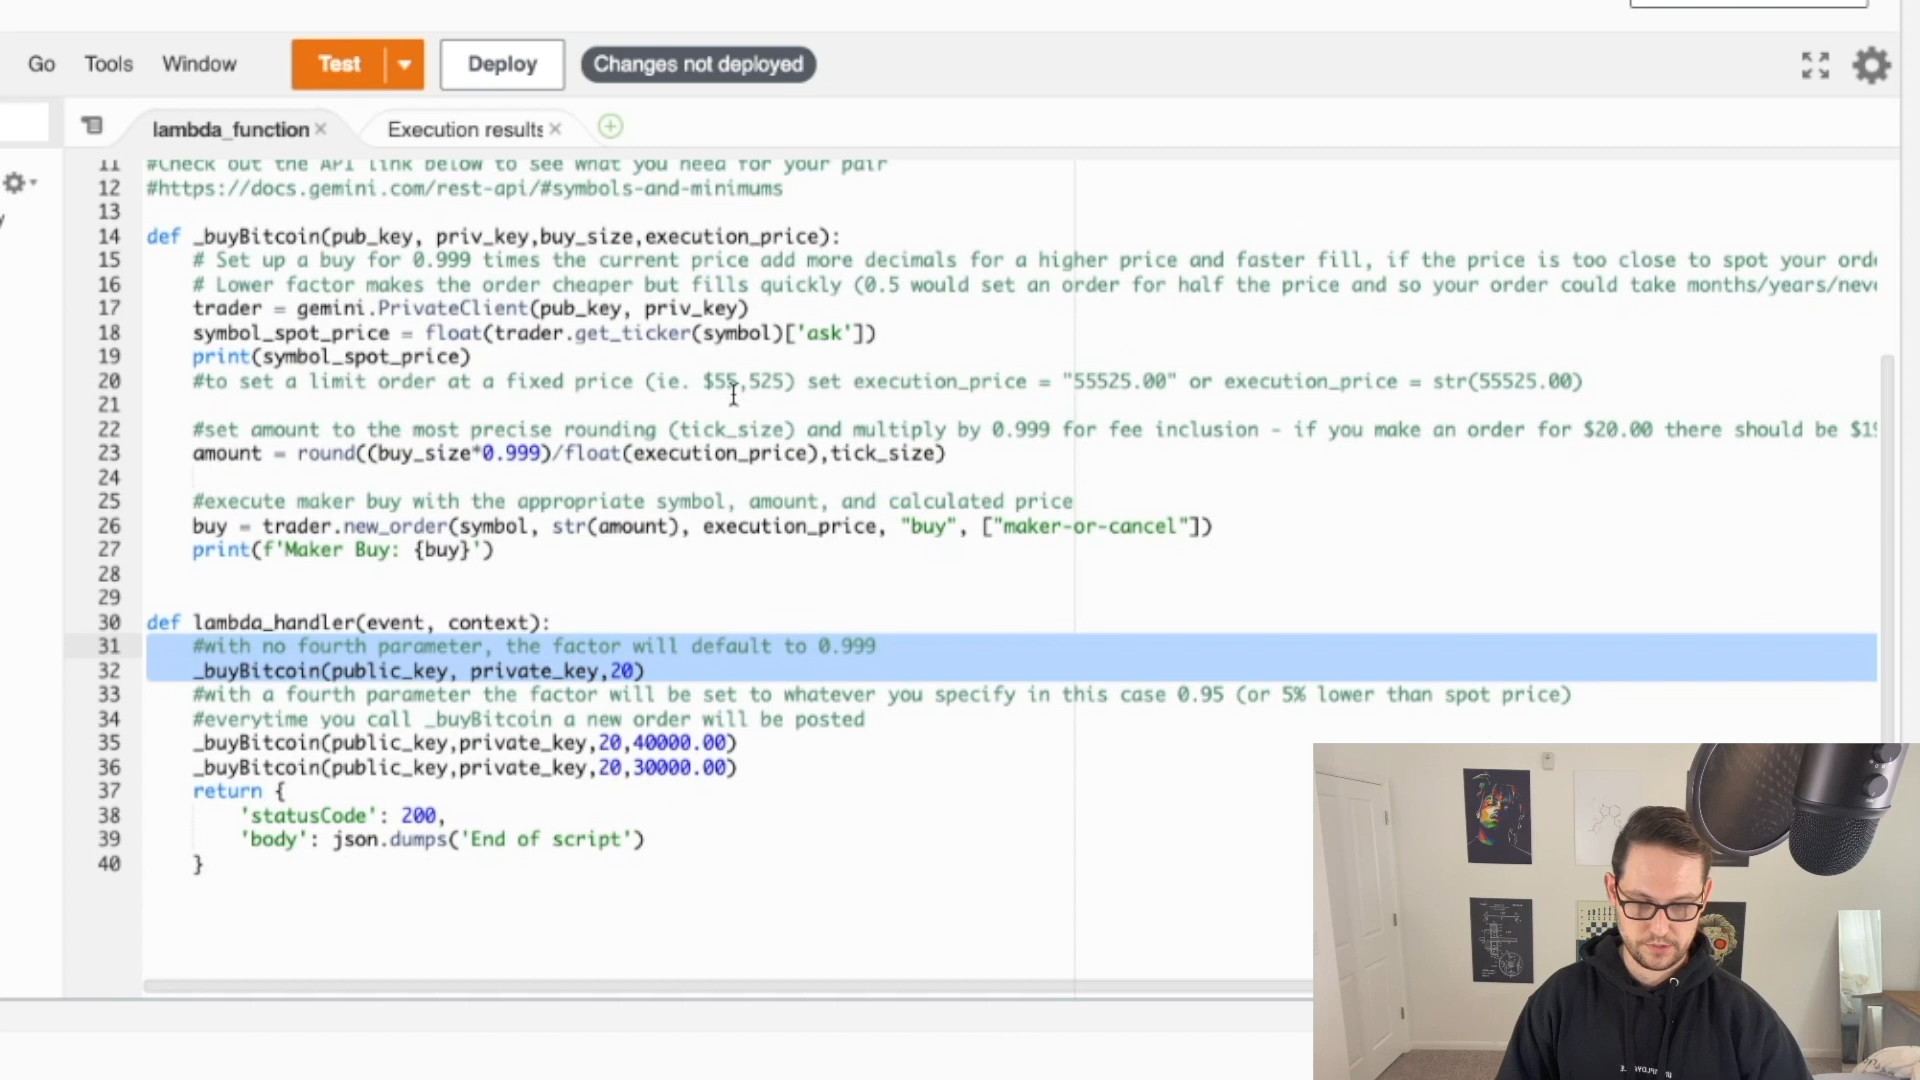 Go Tools Window Test Deploy Changes not deployed
lambda_function Execution results
11 #Check out the API link below to see what you need for your pair
12 #https://docs.gemini.com/rest-api/#symbols-and-minimums
13
14 def _buyBitcoin(pub_key, priv_key,buy_size,execution_price):
15 # Set up a buy for 0.999 times the current price add more decimals for a higher price and faster fill, if the price is too close to spot your orde
16 # Lower factor makes the order cheaper but fills quickly (0.5 would set an order for half the price and so your order could take months/years/neve
17 trader = gemini.PrivateClient(pub_key, priv_key)
18 symbol_spot_price = float(trader.get_ticker(symbol)['ask'])
19 print(symbol_spot_price)
20 #to set a limit order at a fixed price (ie. $55,525) set execution_price = "55525.00" or execution_price = str(55525.00)
21
22 #set amount to the most precise rounding (tick_size) and multiply by 0.999 for fee inclusion - if you make an order for $20.00 there should be $19
23 amount = round((buy_size*0.999)/float(execution_price),tick_size)
24
25 #execute maker buy with the appropriate symbol, amount, and calculated price
26 buy = trader.new_order(symbol, str(amount), execution_price, "buy", ["maker-or-cancel"])
27 print(f'Maker Buy: {buy}')
28
29
30 def lambda_handler(event, context):
31 #with no fourth parameter, the factor will default to 0.999
32 _buyBitcoin(public_key, private_key,20)
33 #with a fourth parameter the factor will be set to whatever you specify in this case 0.95 (or 5% lower than spot price)
34 #everytime you call _buyBitcoin a new order will be posted
35 _buyBitcoin(public_key,private_key,20,40000.00)
36 _buyBitcoin(public_key,private_key,20,30000.00)
37 return {
38 'statusCode': 200,
39 'body': json.dumps('End of script')
40 }